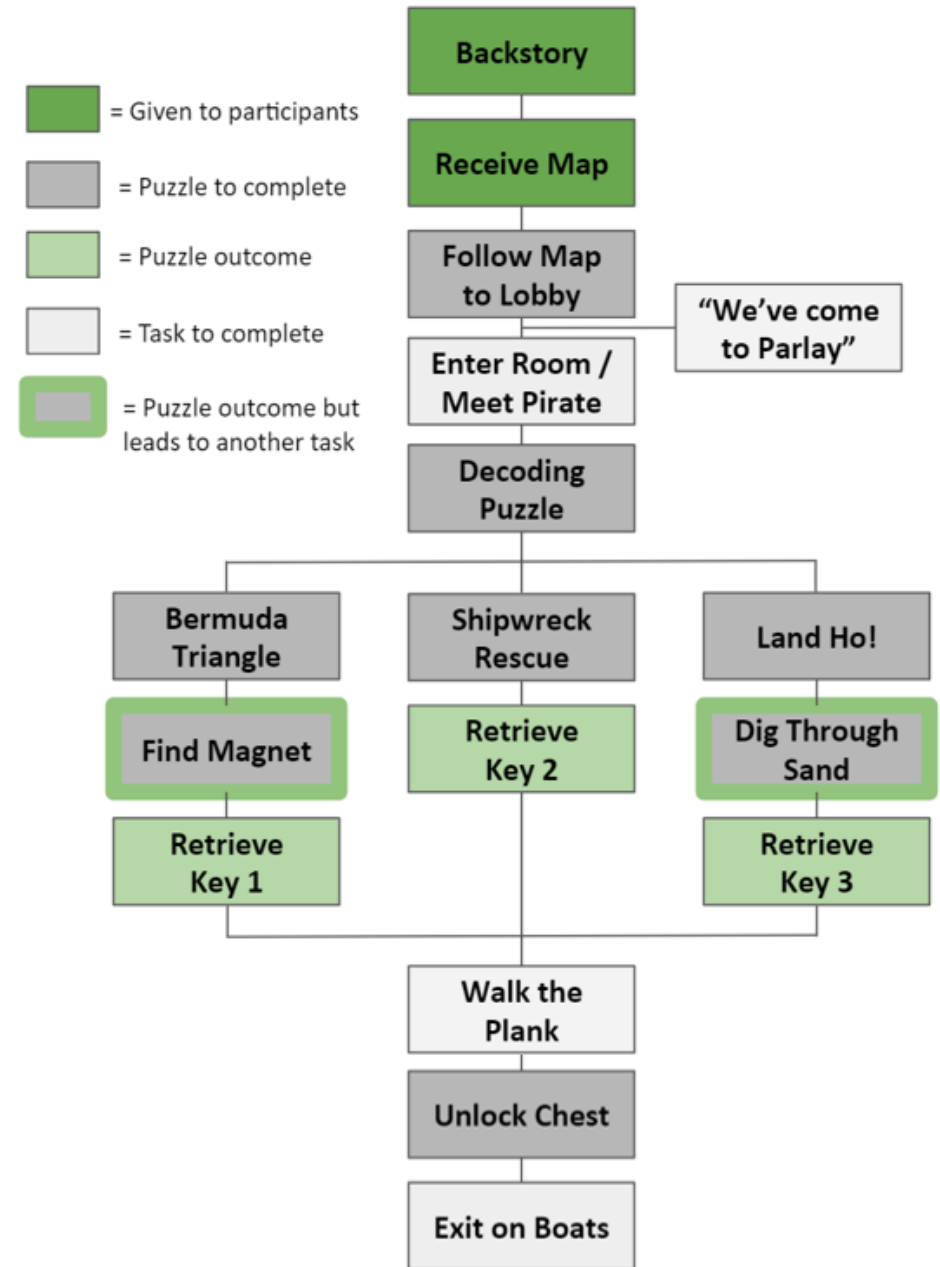 Backstory
= Given to participants
Receive Map
= Puzzle to complete
Follow Map
to Lobby
= Puzzle outcome
"We've come
to Parlay"
= Task to complete
Enter Room /
Meet Pirate
= Puzzle outcome but
leads to another task
Decoding
Puzzle
Bermuda
Triangle
Shipwreck
Rescue
Land Ho!
Find Magnet
Retrieve
Key 2
Dig Through
Sand
Retrieve
Key 1
Retrieve
Key 3
Walk the
Plank
Unlock Chest
Exit on Boats